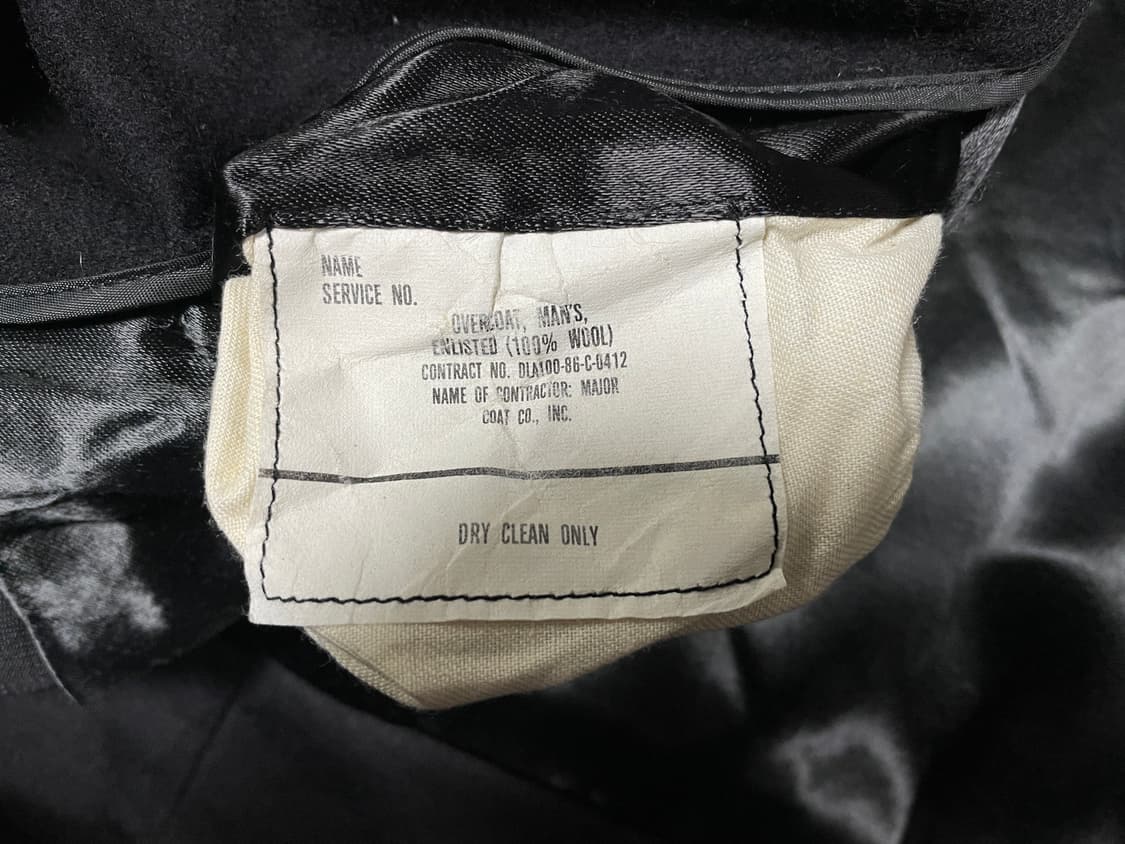 NAME
SERVICE NO.
OVERCOAT, MAN'S,
ENLISTED (100% WOOL)
CONTRACT NO. DLA100-86-C-0412
NAME OF CONTRACTOR: MAJOR
COAT CO., INC.
DRY CLEAN ONLY